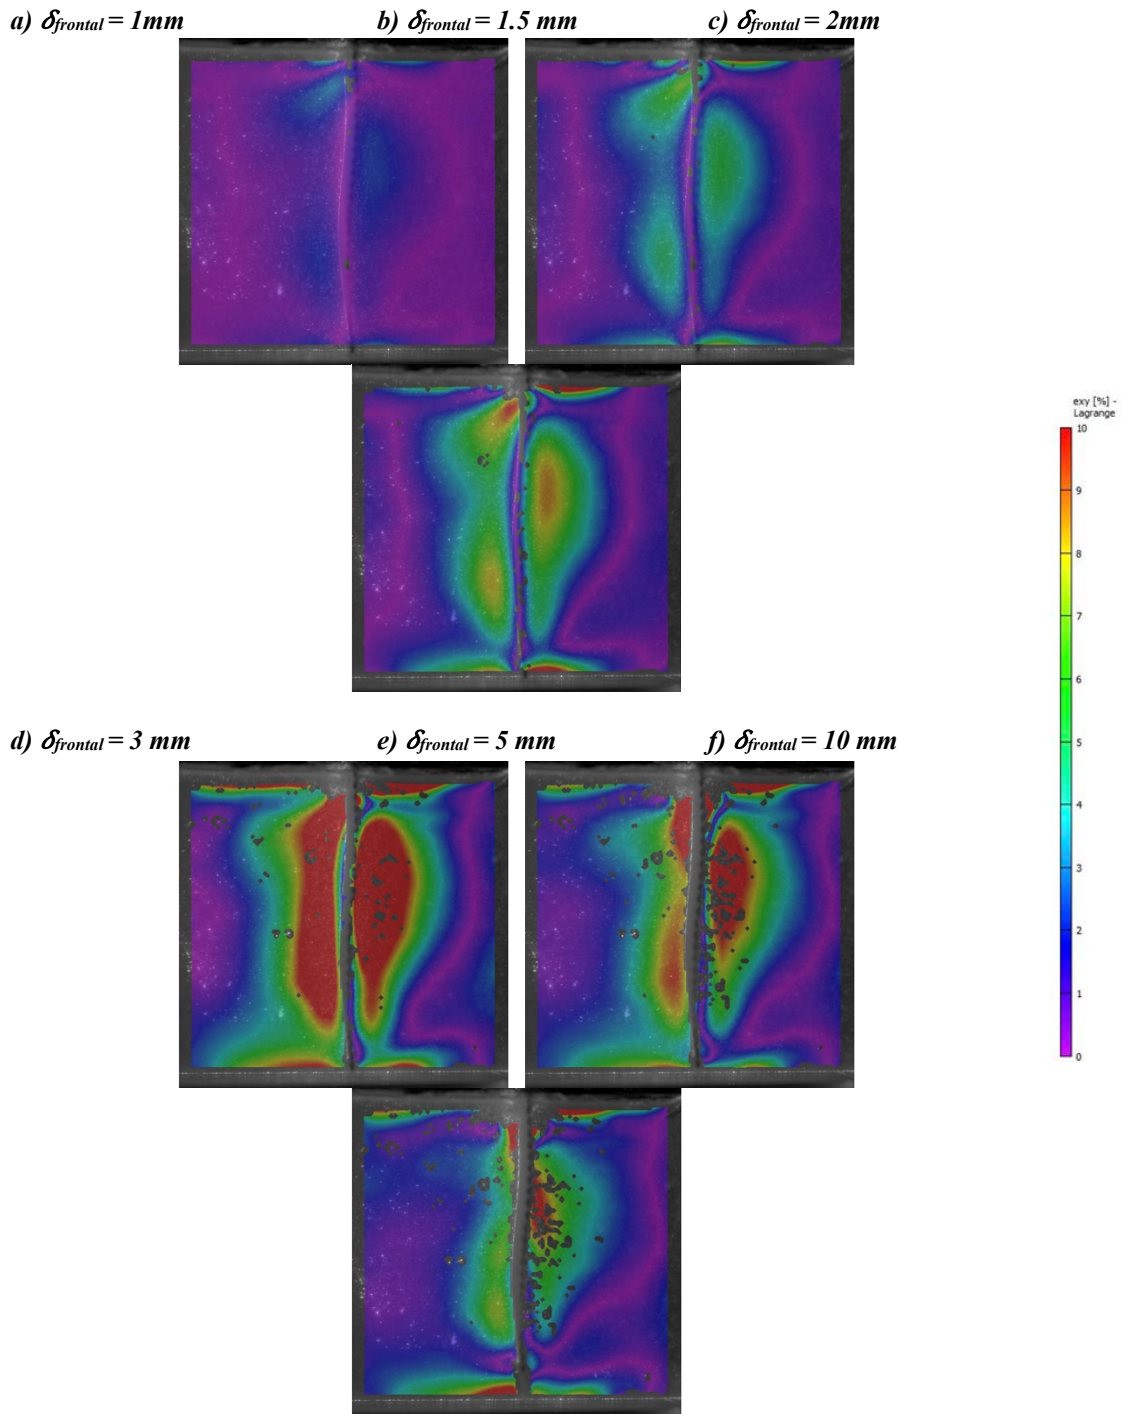 a) δfrontal = 1mm b) δfrontal = 1.5 mm c) δfrontal = 2mm
exy [%] -
Lagrange
10
9
8
7
6
5
4
3
2
1
0
d) δfrontal = 3 mm e) δfrontal = 5 mm f) δfrontal = 10 mm